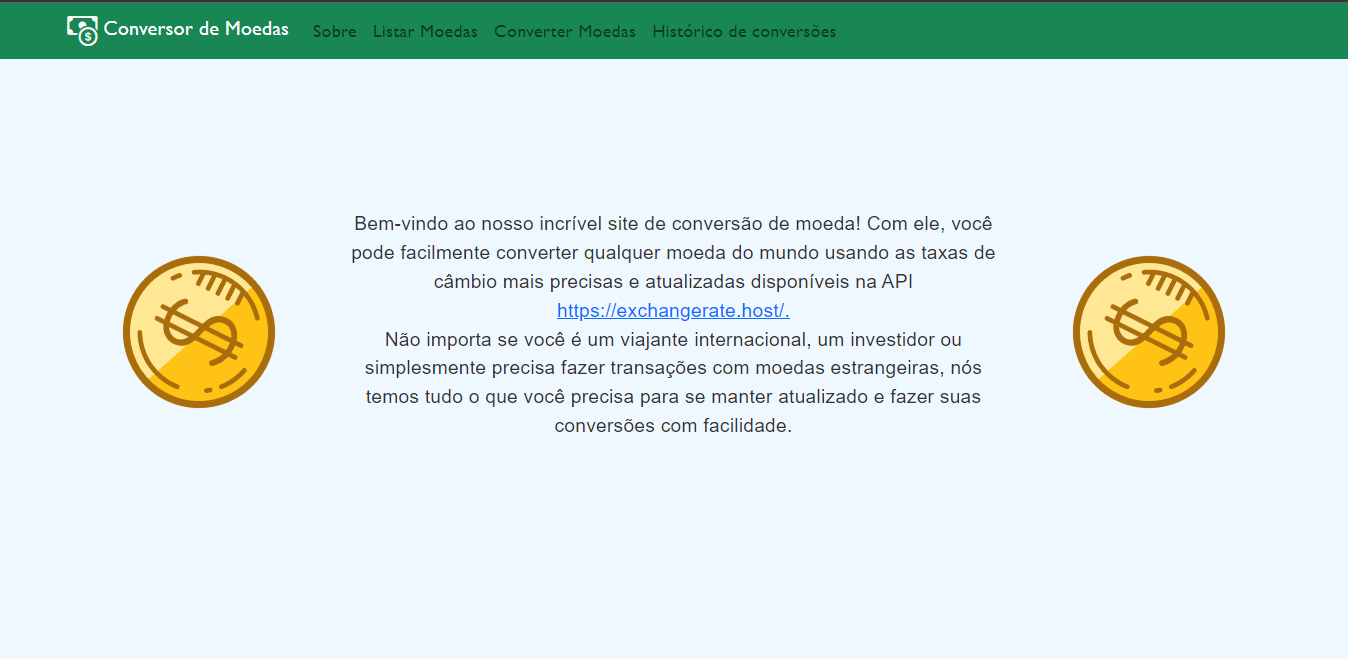 Conversor de Moedas Sobre Listar Moedas Converter Moedas Histórico de conversões
Bem-vindo ao nosso incrível site de conversão de moeda! Com ele, você
pode facilmente converter qualquer moeda do mundo usando as taxas de
câmbio mais precisas e atualizadas disponíveis na API
https://exchangerate.host/.
Não importa se você é um viajante internacional, um investidor ou
simplesmente precisa fazer transações com moedas estrangeiras, nós
temos tudo o que você precisa para se manter atualizado e fazer suas
conversões com facilidade.